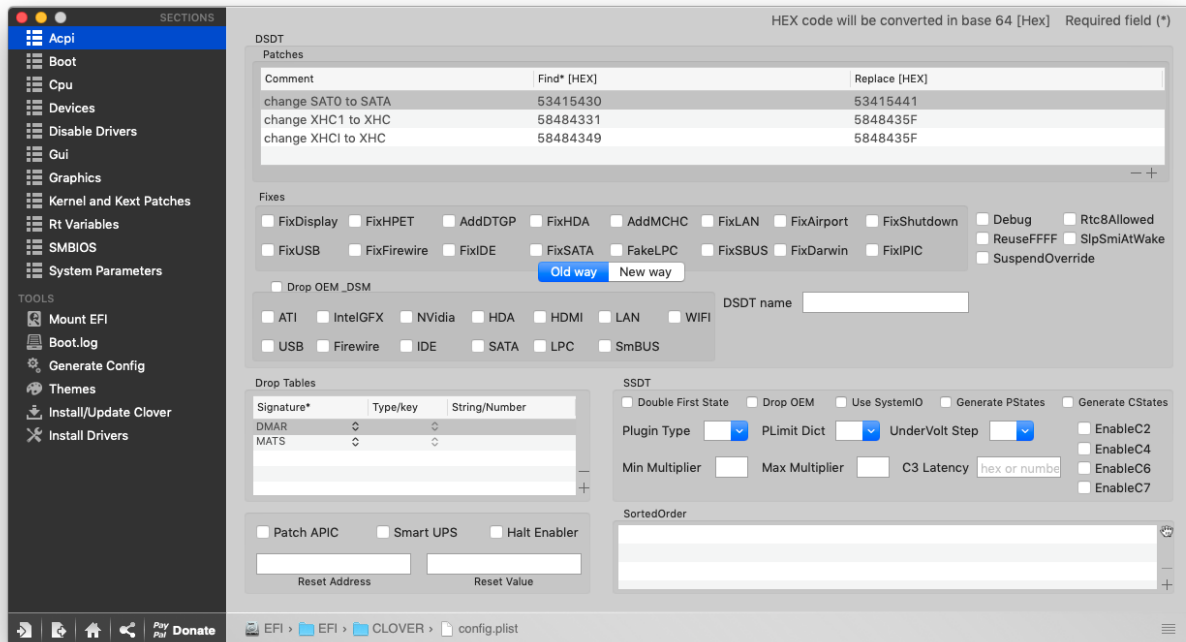 SECTIONS
Acpi
Boot
Cpu
Devices
Disable Drivers
Gui
Graphics
Kernel and Kext Patches
Rt Variables
SMBIOS
System Parameters
TOOLS
Mount EFI
Boot.log
Generate Config
Themes
Install/Update Clover
Install Drivers
Pay Pal Donate
HEX code will be converted in base 64 [Hex] Required field (*)
DSDT
Patches
Comment Find* [HEX] Replace [HEX]
change SAT0 to SATA 53415430 53415441
change XHC1 to XHC 58484331 5848435F
change XHCI to XHC 58484349 5848435F
Fixes
FixDisplay FixHPET AddDTGP FixHDA AddMCHC FixLAN FixAirport FixShutdown
FixUSB FixFirewire FixIDE FixSATA FakeLPC FixSBUS FixDarwin FixIPIC
Debug Rtc8Allowed
ReuseFFFF SlpSmiAtWake
SuspendOverride
Old way New way
Drop OEM _DSM
ATI IntelGFX NVidia HDA HDMI LAN WIFI
USB Firewire IDE SATA LPC SmBUS
DSDT name
Drop Tables
Signature* Type/key String/Number
DMAR
MATS
SSDT
Double First State Drop OEM Use SystemIO Generate PStates Generate CStates
Plugin Type PLimit Dict UnderVolt Step
Min Multiplier Max Multiplier C3 Latency hex or numbe
EnableC2
EnableC4
EnableC6
EnableC7
Patch APIC Smart UPS Halt Enabler
Reset Address Reset Value
SortedOrder
EFI › EFI › CLOVER › config.plist